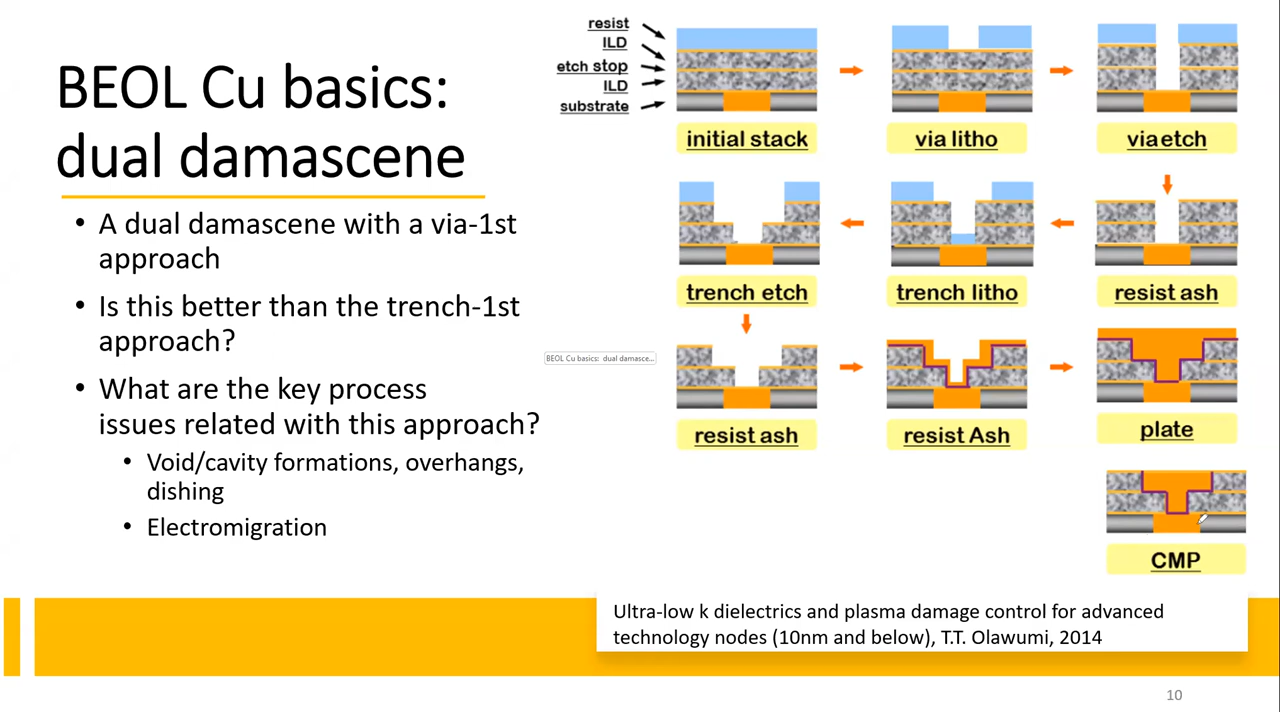 BEOL Cu basics:
dual damascene
• A dual damascene with a via-1st
approach
• Is this better than the trench-1st
approach?
• What are the key process
issues related with this approach?
• Void/cavity formations, overhangs,
dishing
• Electromigration
resist
ILD
etch stop
ILD
substrate
initial stack
via litho
via etch
trench etch
trench litho
resist ash
BEOL Cu basics: dual damasce...
resist ash
resist Ash
plate
CMP
Ultra-low k dielectrics and plasma damage control for advanced
technology nodes (10nm and below), T.T. Olawumi, 2014
10